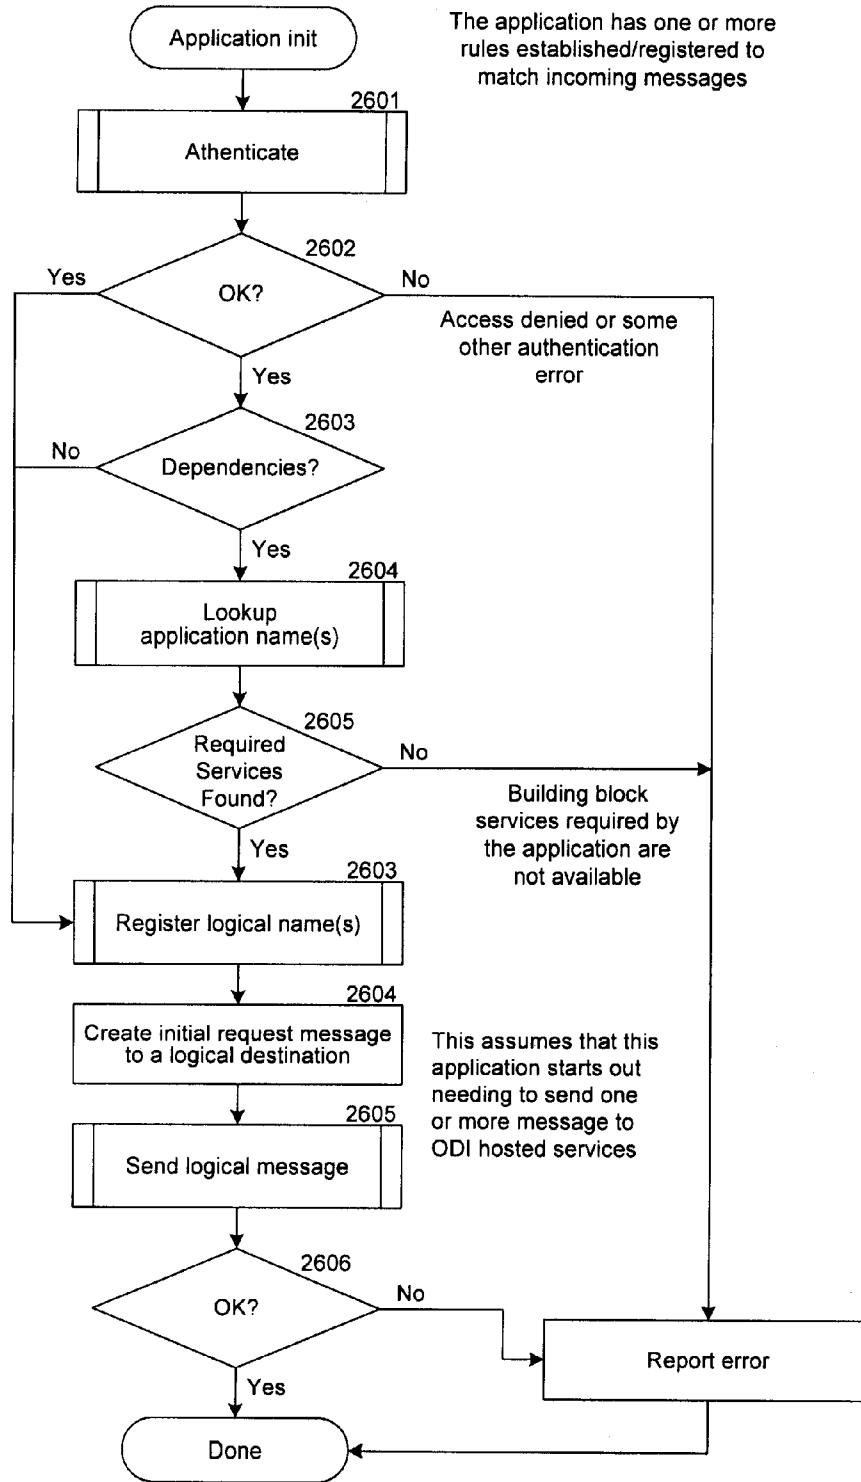 Application init
The application has one or more
rules established/registered to
match incoming messages
2601
Athenticate
2602
Yes
OK?
No
Access denied or some
other authentication
error
Yes
2603
No
Dependencies?
Yes
2604
Lookup
application name(s)
2605
Required
Services
Found?
No
Building block
services required by
the application are
not available
Yes
2603
Register logical name(s)
2604
Create initial request message
to a logical destination
This assumes that this
application starts out
needing to send one
or more message to
ODI hosted services
2605
Send logical message
2606
OK?
No
Report error
Yes
Done